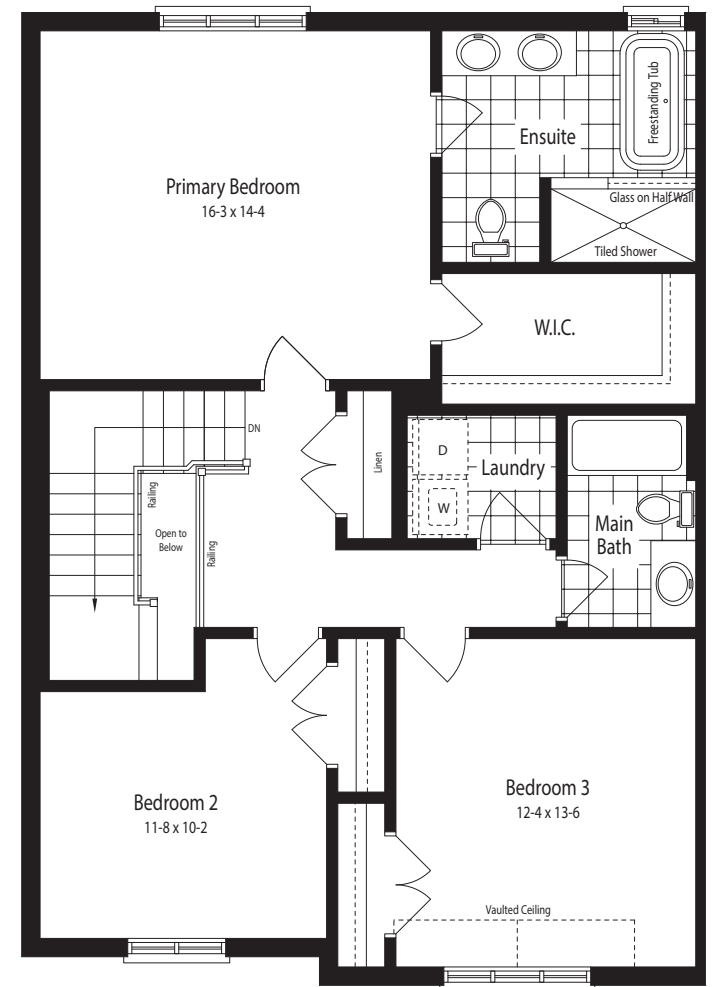 Ensuite
Freestanding Tub
Primary Bedroom
16-3 x 14-4
Glass on Half Wall
Tiled Shower
W.I.C.
DN
Linen
D
Laundry
W
Railing
Open to
Below
Railing
Main
Bath
Bedroom 2
11-8 x 10-2
Bedroom 3
12-4 x 13-6
Vaulted Ceiling